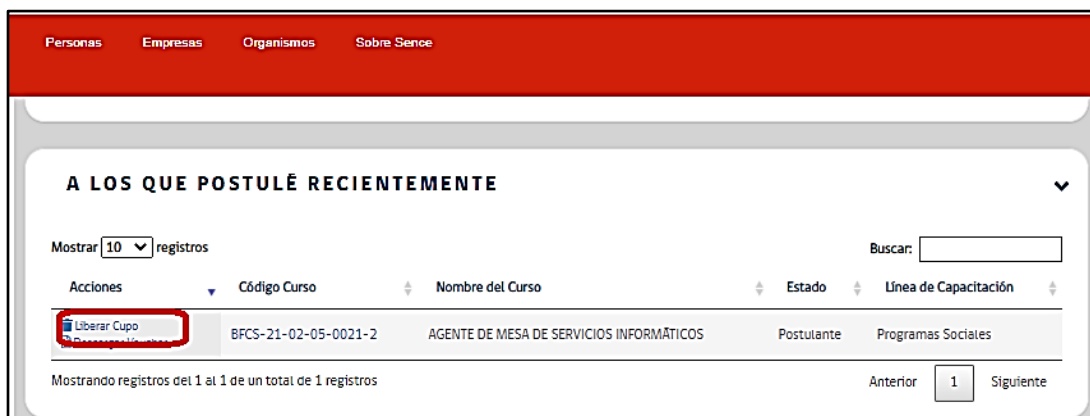 Personas Empresas Organismos Sobre Sence
A LOS QUE POSTULÉ RECIENTEMENTE
Mostrar 10 registros Buscar:
Acciones Código Curso Nombre del Curso Estado Línea de Capacitación
Liberar Cupo
BFCS-21-02-05-0021-2 AGENTE DE MESA DE SERVICIOS INFORMÁTICOS Postulante Programas Sociales
Mostrando registros del 1 al 1 de un total de 1 registros Anterior 1 Siguiente